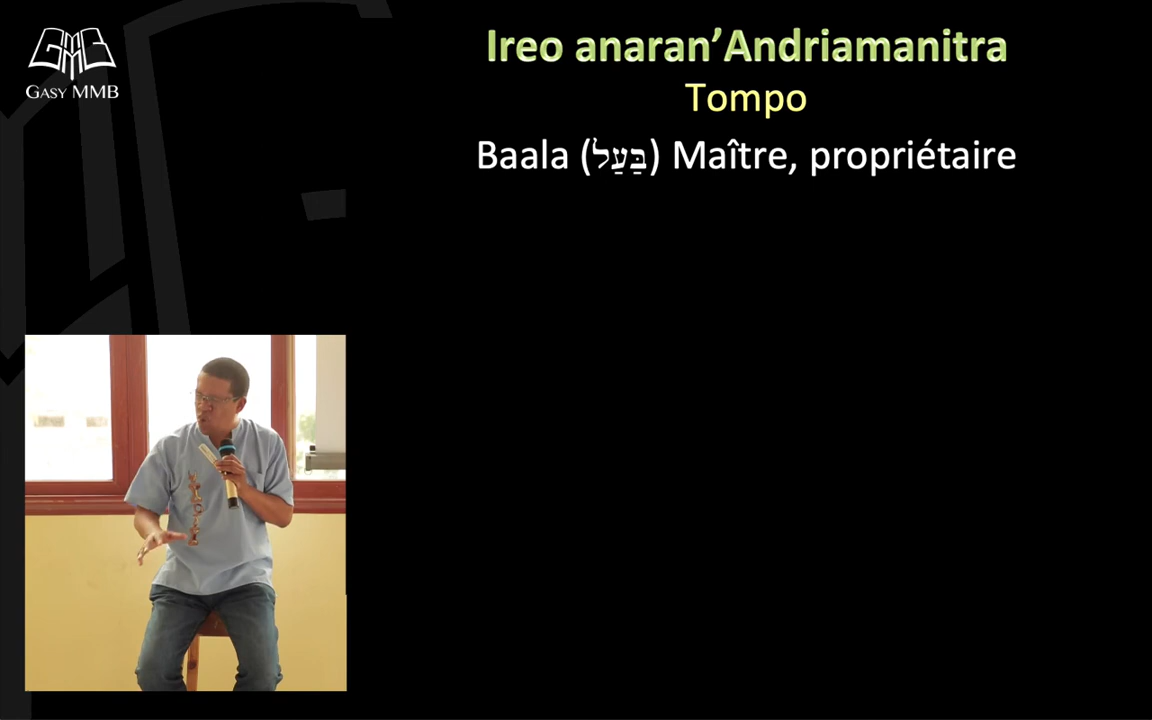 GMMB
GASY MMB
Ireo anaran’Andriamanitra
Tompo
Baala (בַּעַל) Maître, propriétaire